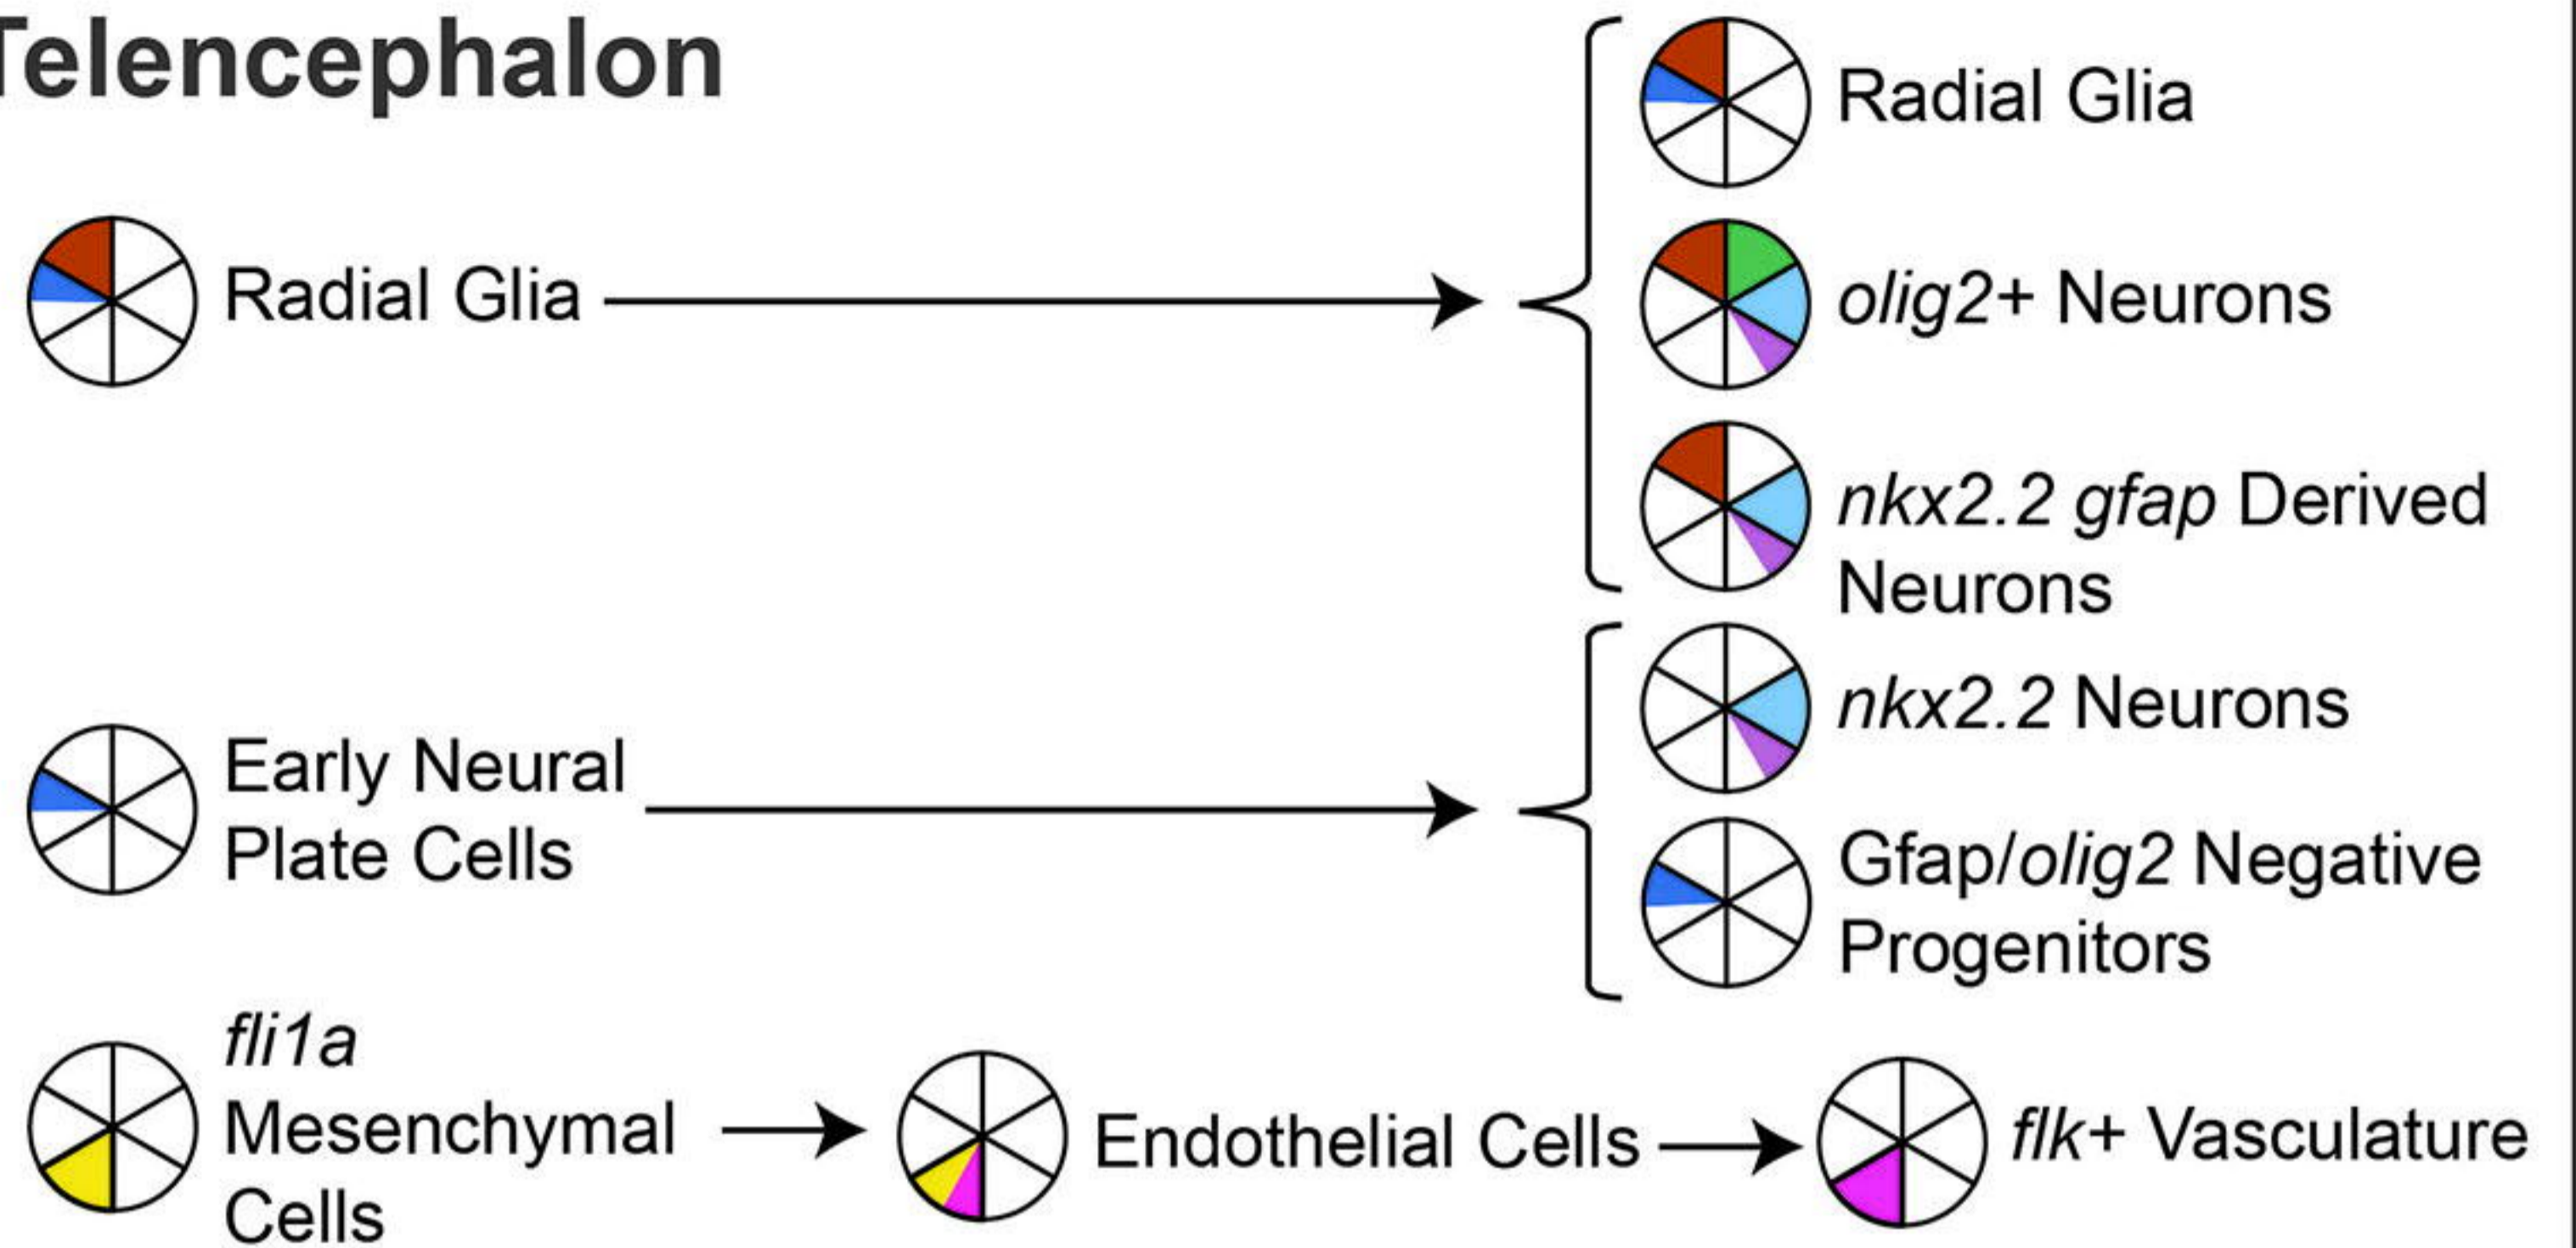 Telencephalon
Radial Glia
Radial Glia
olig2+ Neurons
nkx2.2 gfap Derived
Neurons
Early Neural
Plate Cells
nkx2.2 Neurons
Gfap/olig2 Negative
Progenitors
fli1a
Mesenchymal
Cells
Endothelial Cells
flk+ Vasculature